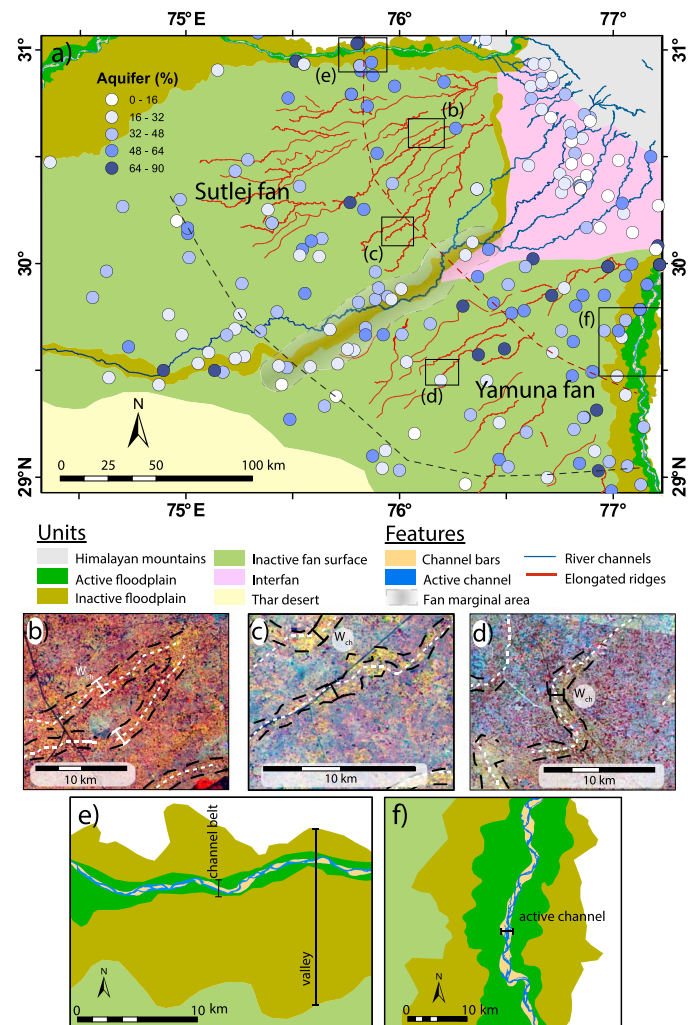 75°E
76°
77°
31°
31°
a)
Aquifer (%)
0 - 16
16 - 32
32 - 48
48 - 64
64 - 90
(e)
(b)
Sutlej fan
(c)
30°
30°
(f)
(d)
Yamuna fan
N
0 25 50 100 km
29°N
29°N
75°E
76°E
77°E
Units
Himalayan mountains
Active floodplain
Inactive floodplain
Inactive fan surface
Interfan
Thar desert
Features
Channel bars
Active channel
Fan marginal area
River channels
Elongated ridges
b)
Wch
10 km
c)
Wch
10 km
d)
Wch
10 km
e)
channel belt
valley
N
0 10 km
f)
active channel
N
0 10 km